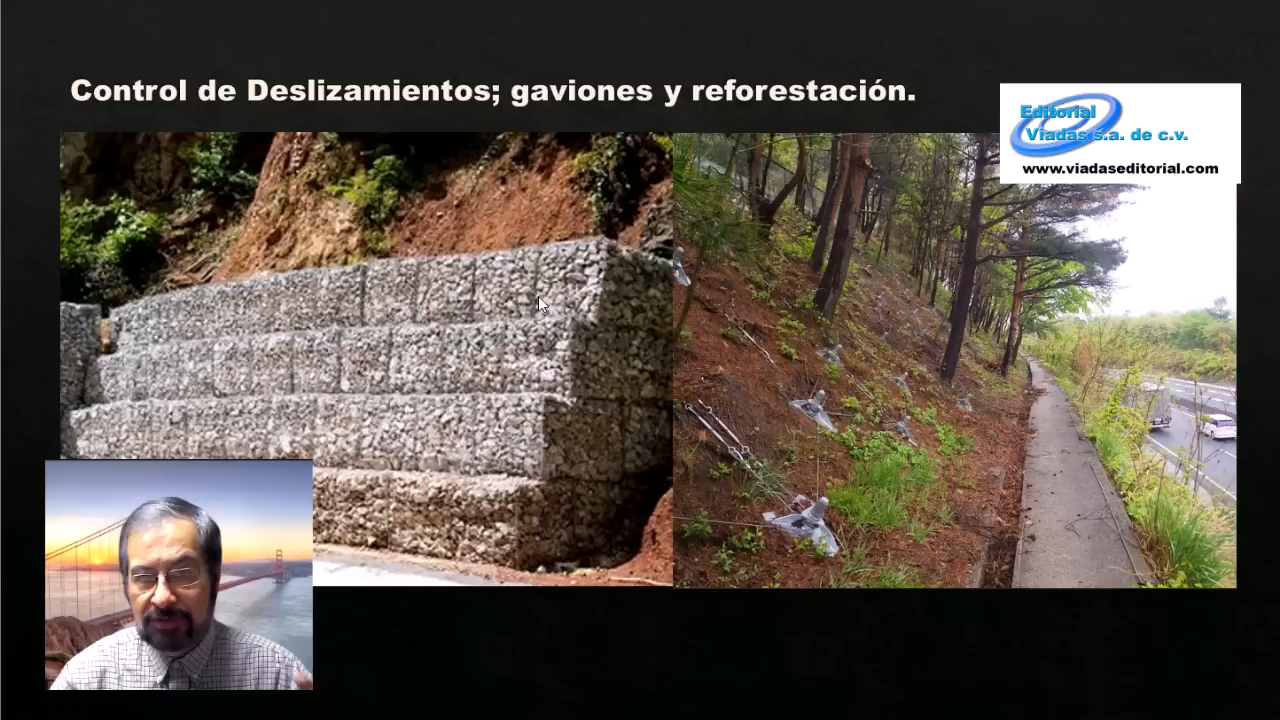 Control de Deslizamientos; gaviones y reforestación.
Editorial
Viadas s.a. de c.v.
www.viadaseditorial.com